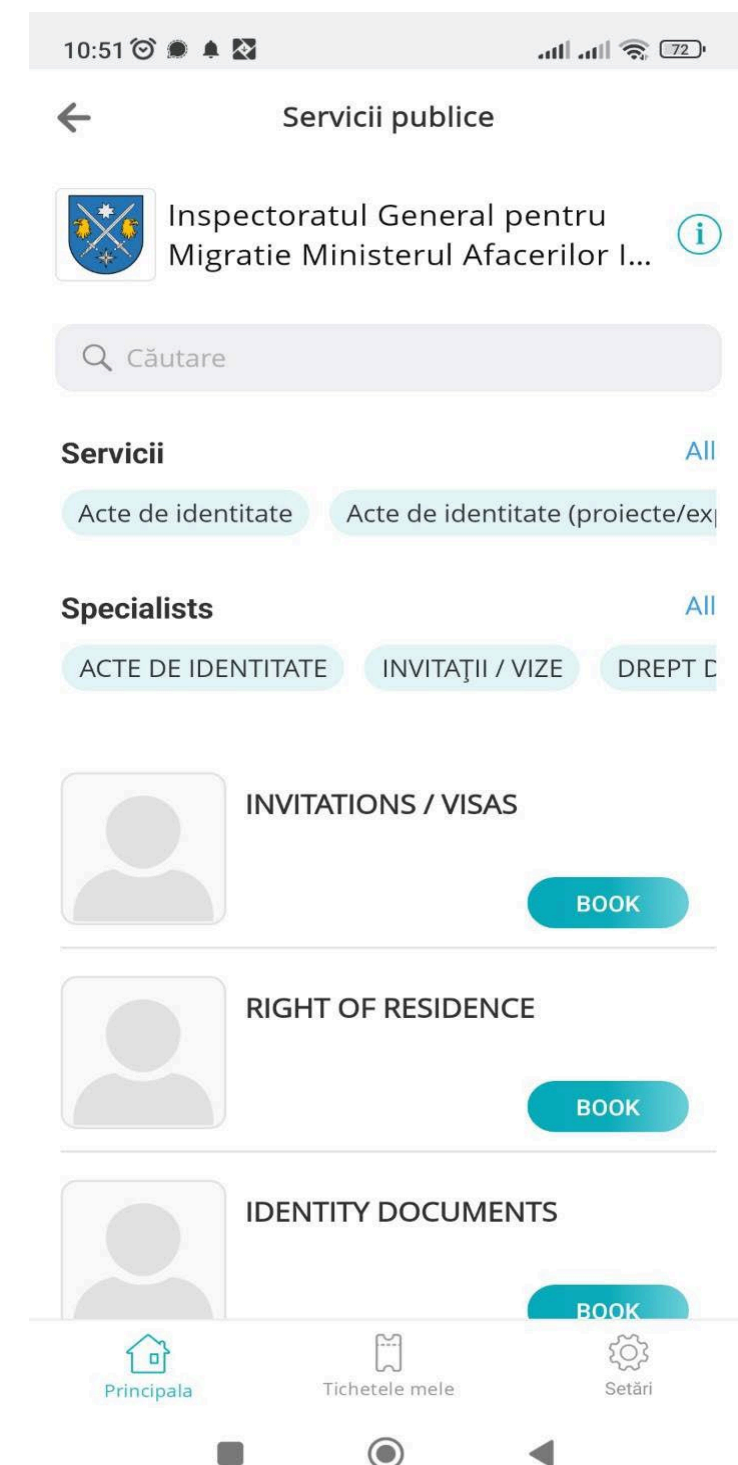 10:51
72
Servicii publice
Inspectoratul General pentru
Migratie Ministerul Afacerilor I...
i
Căutare
Servicii
All
Acte de identitate
Acte de identitate (proiecte/exp
Specialists
All
ACTE DE IDENTITATE
INVITAŢII / VIZE
DREPT D
INVITATIONS / VISAS
BOOK
RIGHT OF RESIDENCE
BOOK
IDENTITY DOCUMENTS
BOOK
Principala
Tichetele mele
Setări